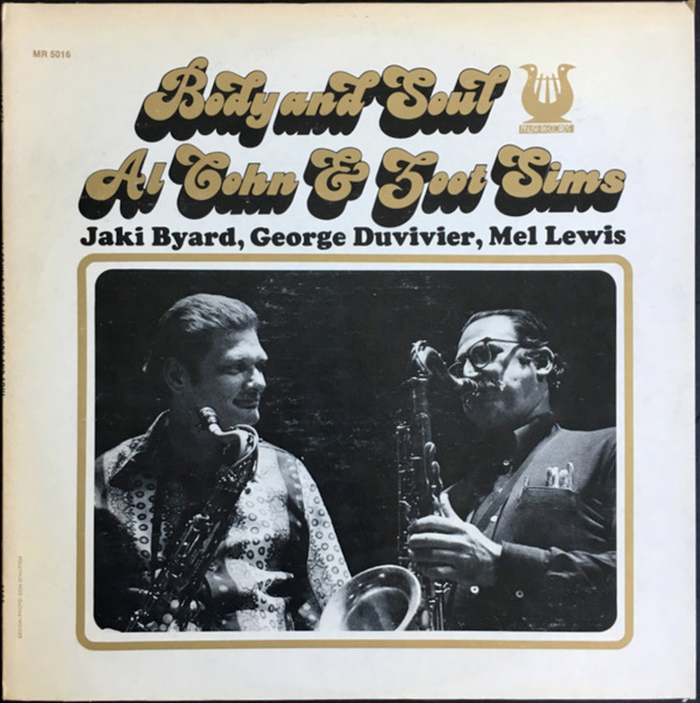 MR 5016
Body and Soul
Al Cohn & Zoot Sims
Jaki Byard, George Duvivier, Mel Lewis